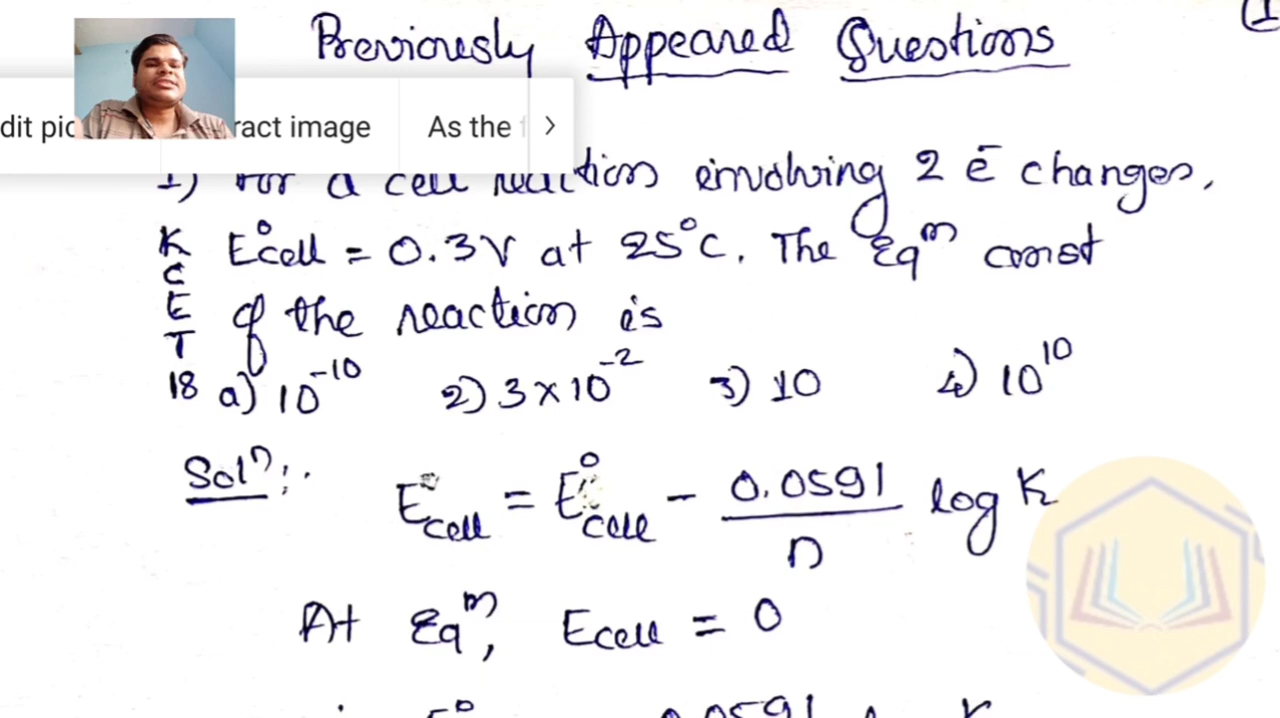 Previously Appeared Questions
dit pic
ract image
As the
1) For a cell reaction involving 2 ē changes,
K C E T 18
E°cell = 0.3V at 25°C. The Eqᵐ const
of the reaction is
a) 10⁻¹⁰ 2) 3×10⁻² 3) 10 4) 10¹⁰
Solⁿ:.
Ecell = E°cell - 0.0591/n log K
At Eqᵐ, Ecell = 0